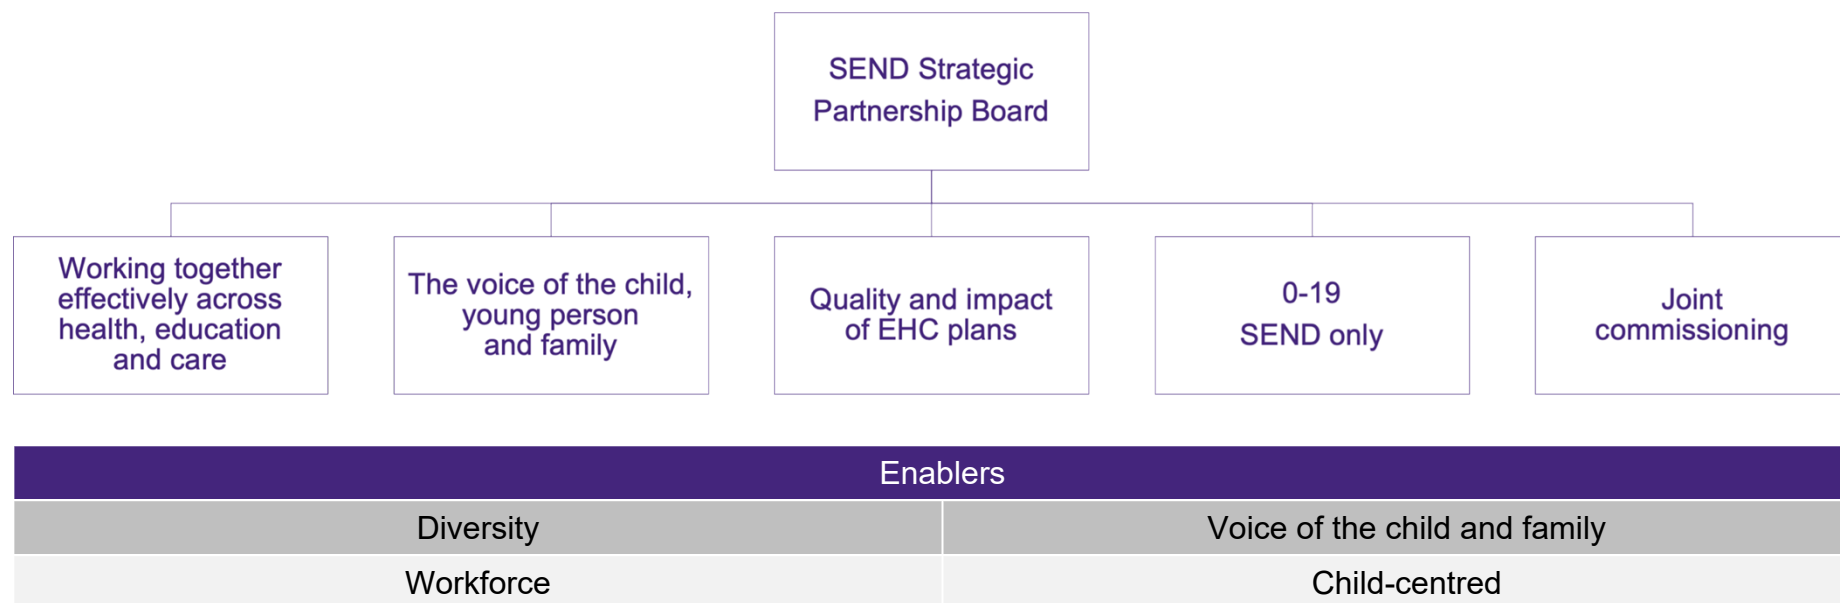 SEND Strategic
Partnership Board
Working together
effectively across
health, education
and care
The voice of the child,
young person
and family
Quality and impact
of EHC plans
0-19
SEND only
Joint
commissioning
Enablers
Diversity
Voice of the child and family
Workforce
Child-centred